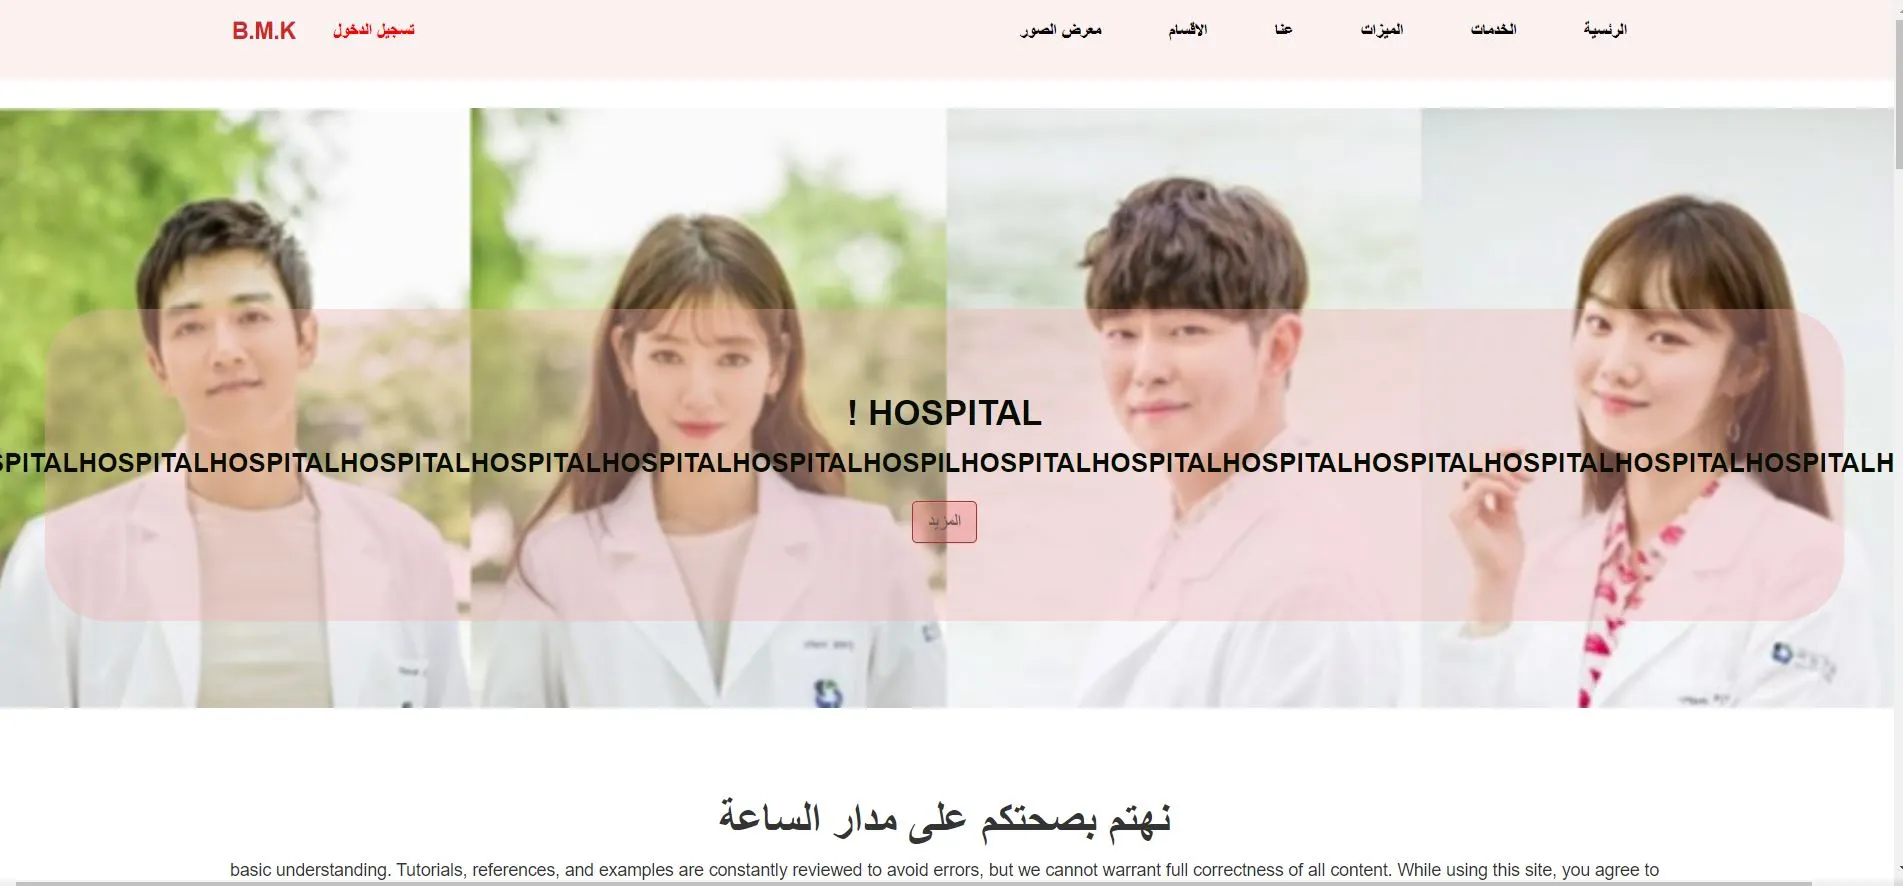 الرئسية الخدمات الميزات عنا الاقسام معرض الصور تسجيل الدخول B.M.K
! HOSPITAL
SPITALHOSPITALHOSPITALHOSPITALHOSPITALHOSPITALHOSPITALHOSPILHOSPITALHOSPITALHOSPITALHOSPITALHOSPITALHOSPITALHOSPITALH
المزيد
نهتم بصحتكم على مدار الساعة
basic understanding. Tutorials, references, and examples are constantly reviewed to avoid errors, but we cannot warrant full correctness of all content. While using this site, you agree to